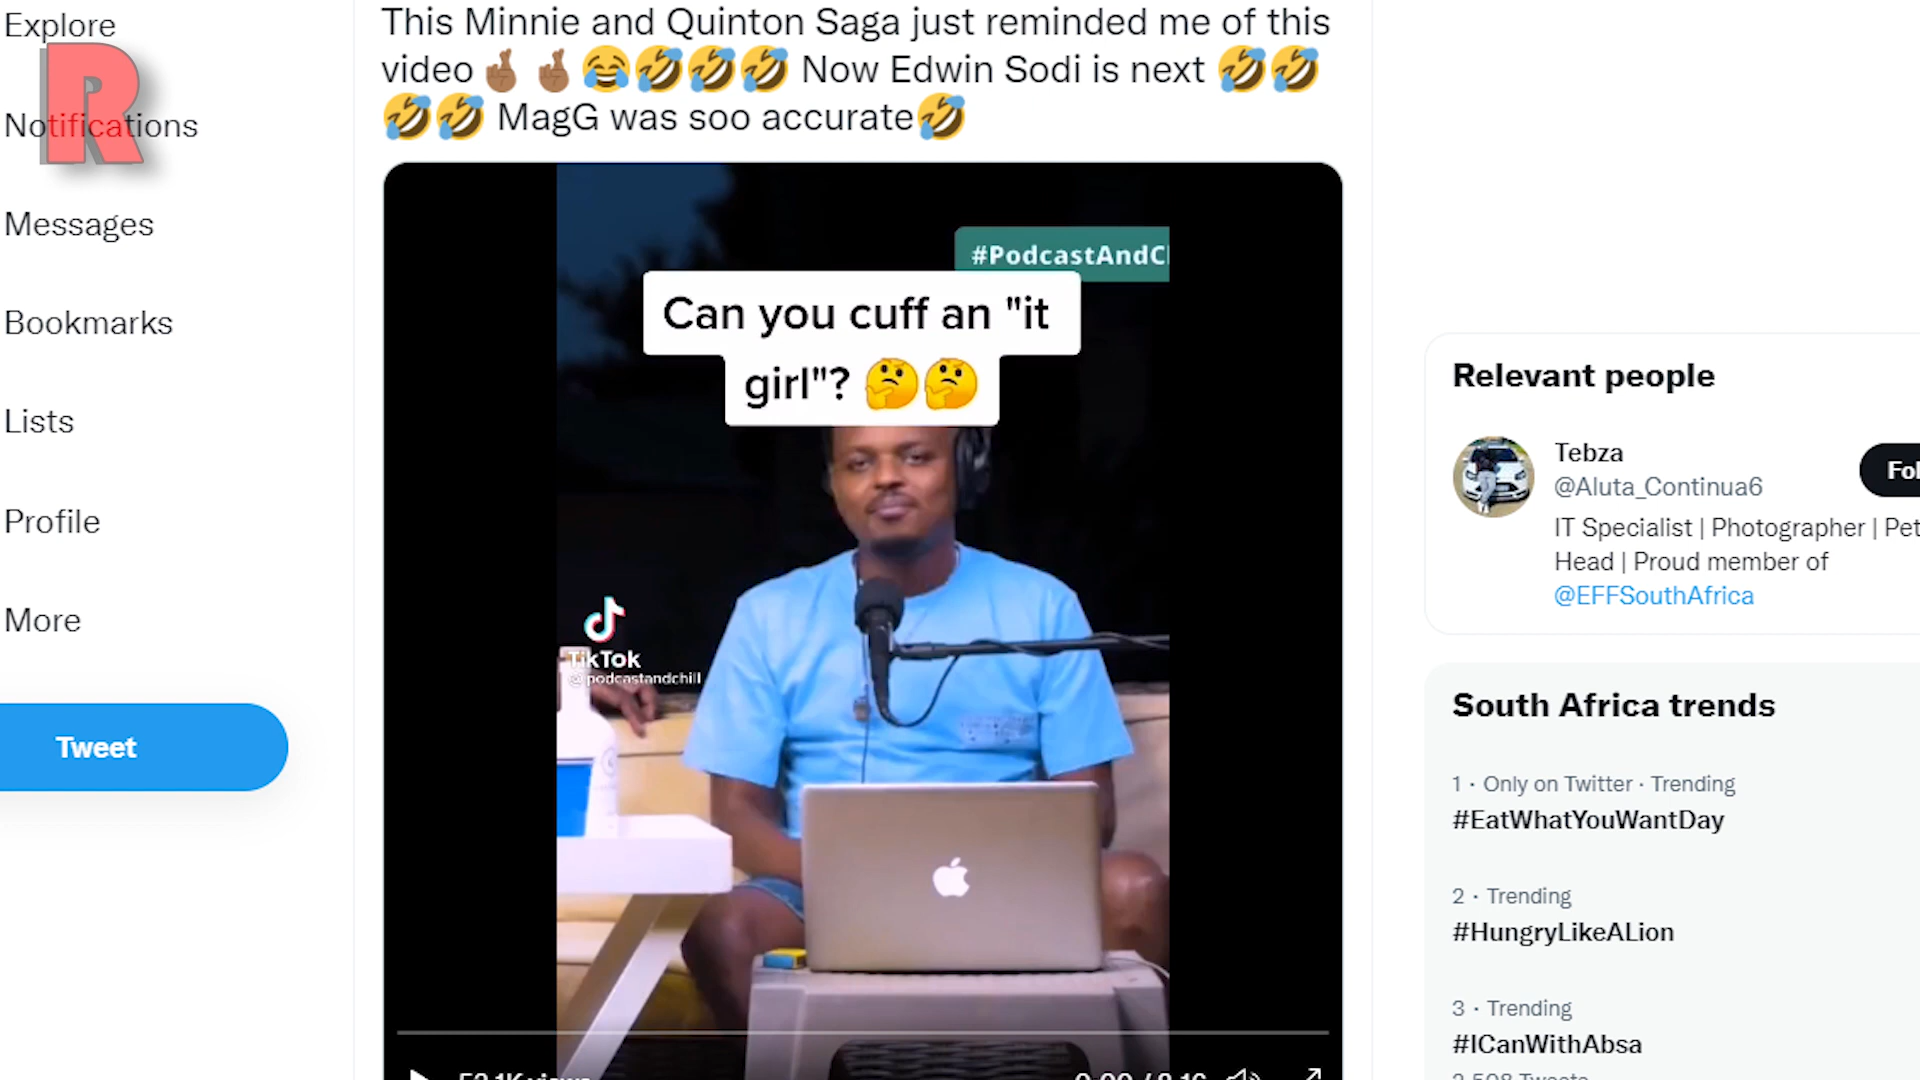 Explore
R
Notifications
Messages
Bookmarks
Lists
Profile
More
Tweet
This Minnie and Quinton Saga just reminded me of this
video🤞🏾🤞🏾😂🤣🤣🤣 Now Edwin Sodi is next 🤣🤣
🤣🤣 MagG was soo accurate🤣
#PodcastAndC
Can you cuff an "it
girl"? 🤔🤔
TikTok
@podcastandchill
Relevant people
Tebza
@Aluta_Continua6
Fol
IT Specialist | Photographer | Pet
Head | Proud member of
@EFFSouthAfrica
South Africa trends
1 · Only on Twitter · Trending
#EatWhatYouWantDay
2 · Trending
#HungryLikeALion
3 · Trending
#ICanWithAbsa